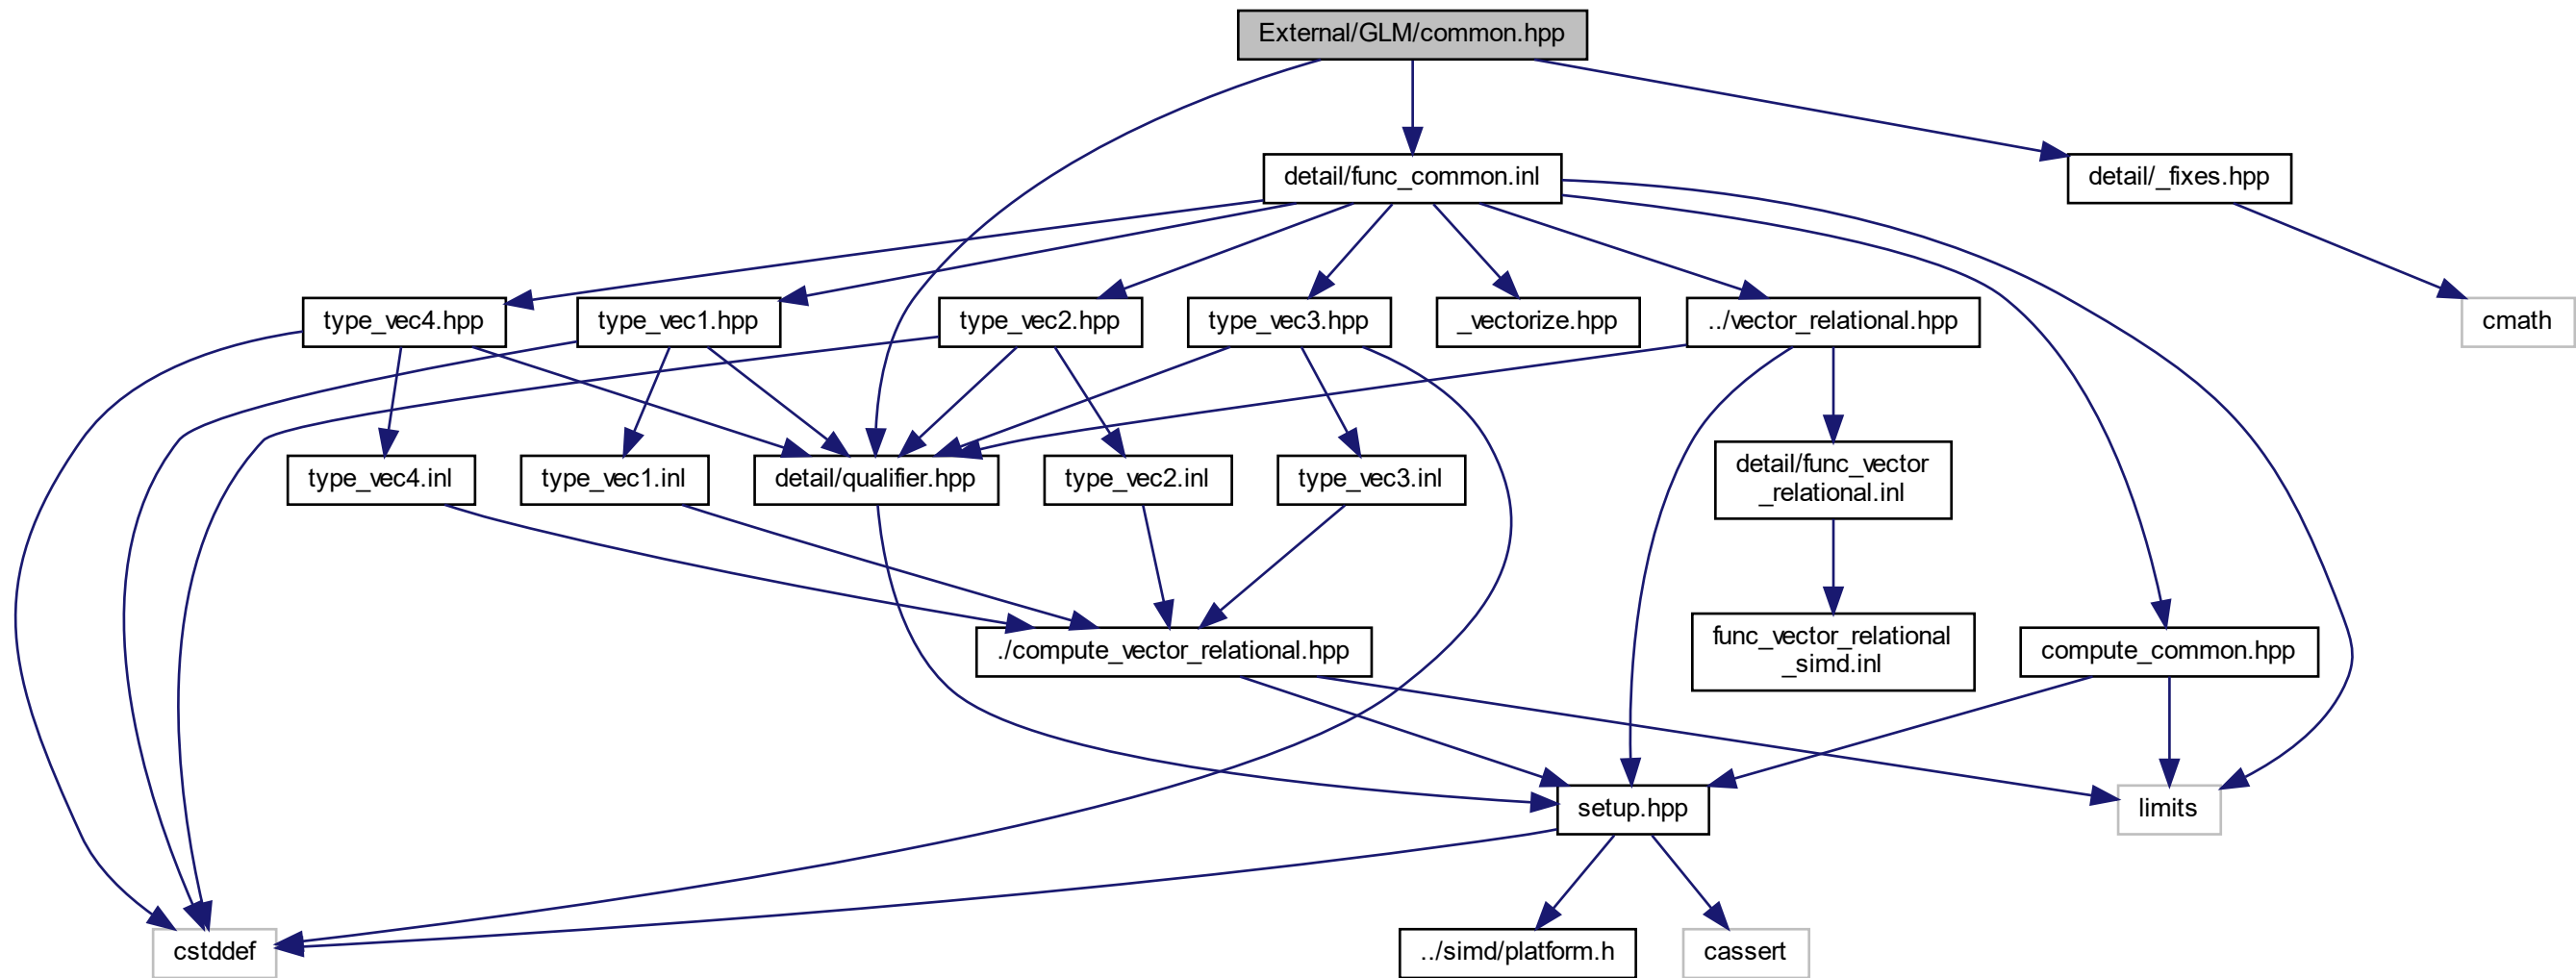 External/GLM/common.hpp
detail/func_common.inl
detail/_fixes.hpp
type_vec4.hpp
type_vec1.hpp
type_vec2.hpp
type_vec3.hpp
_vectorize.hpp
../vector_relational.hpp
cmath
type_vec4.inl
type_vec1.inl
detail/qualifier.hpp
type_vec2.inl
type_vec3.inl
detail/func_vector
_relational.inl
./compute_vector_relational.hpp
func_vector_relational
_simd.inl
compute_common.hpp
setup.hpp
limits
cstddef
../simd/platform.h
cassert